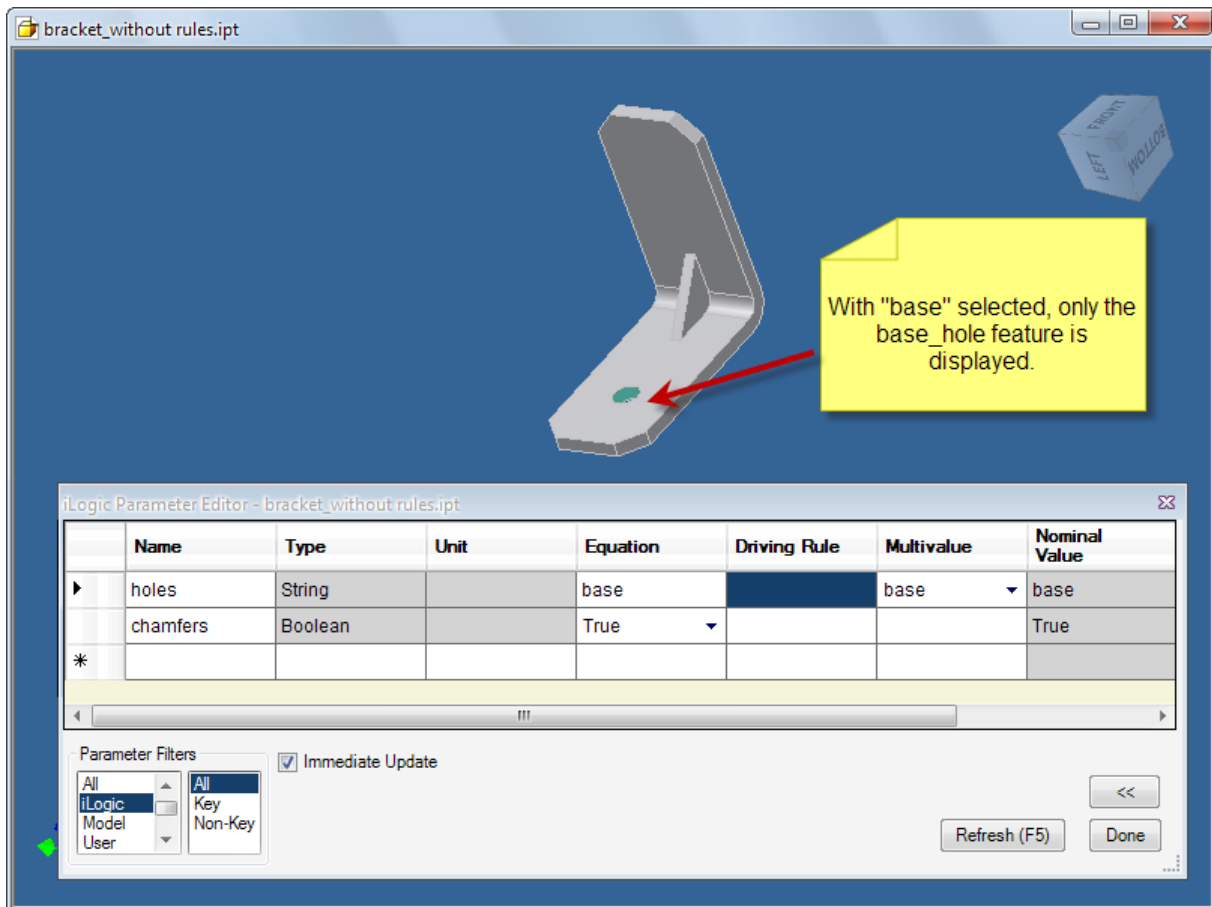 bracket_without rules.ipt
FRONT
LEFT
BOTTOM
With "base" selected, only the
base_hole feature is
displayed.
iLogic Parameter Editor - bracket_without rules.ipt
Name Type Unit Equation Driving Rule Multivalue Nominal Value
holes String base base base
chamfers Boolean True True
Parameter Filters
All
iLogic
Model
User
All
Key
Non-Key
Immediate Update
<<
Refresh (F5) Done